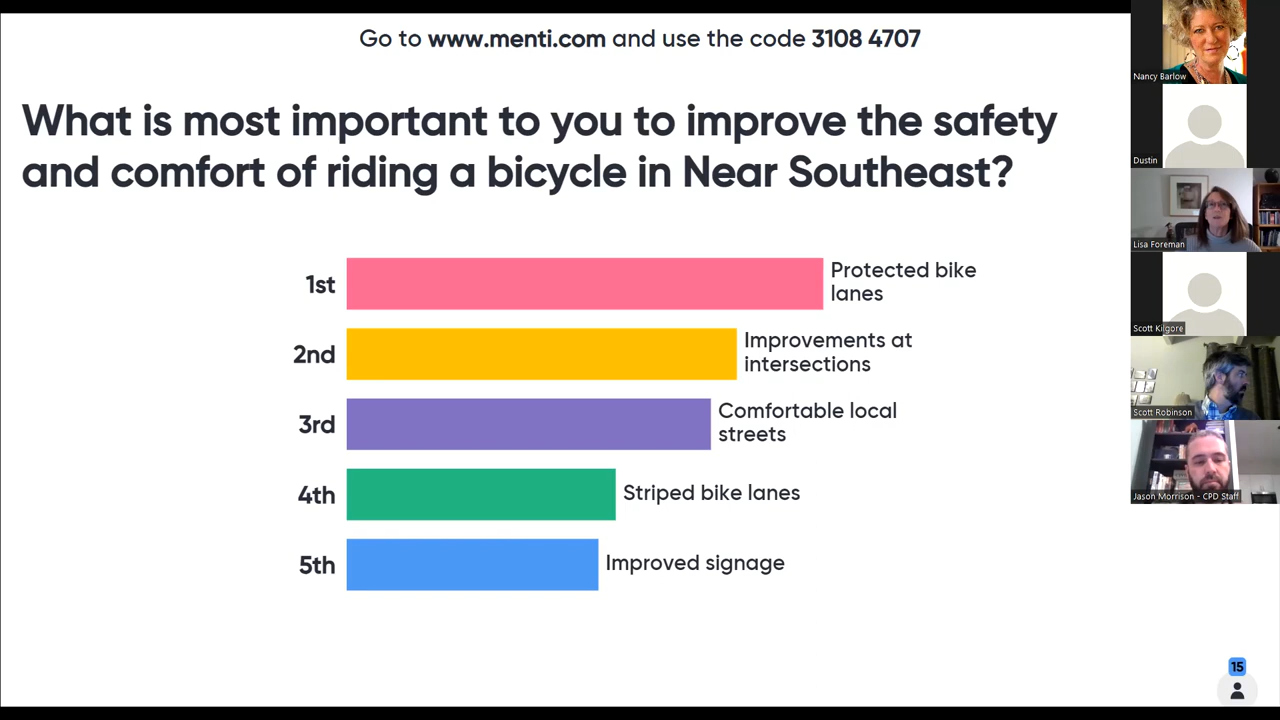 Go to www.menti.com and use the code 3108 4707
What is most important to you to improve the safety
and comfort of riding a bicycle in Near Southeast?
1st
Protected bike
lanes
2nd
Improvements at
intersections
3rd
Comfortable local
streets
4th
Striped bike lanes
5th
Improved signage
15
Nancy Barlow
Dustin
Lisa Foreman
Scott Kilgore
Scott Robinson
Jason Morrison - CPD Staff